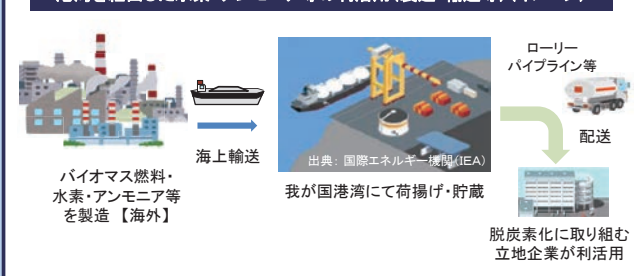 バイオマス燃料・
水素・アンモニア等
を製造 【海外】
海上輸送
出典：国際エネルギー機関(IEA)
我が国港湾にて荷揚げ・貯蔵
ローリー
パイプライン等
配送
脱炭素化に取り組む
立地企業が利活用